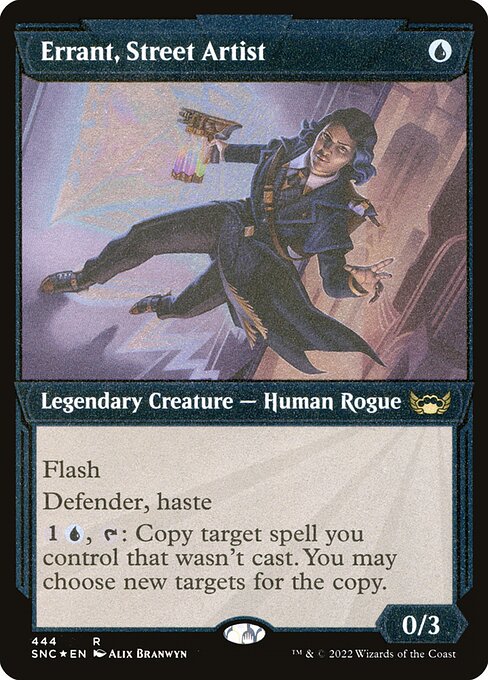 Errant, Street Artist
Legendary Creature — Human Rogue
Flash
Defender, haste
1 , : Copy target spell you
control that wasn't cast. You may
choose new targets for the copy.
0/3
444 R
SNC ★ EN Alix Branwyn
™ & © 2022 Wizards of the Coast